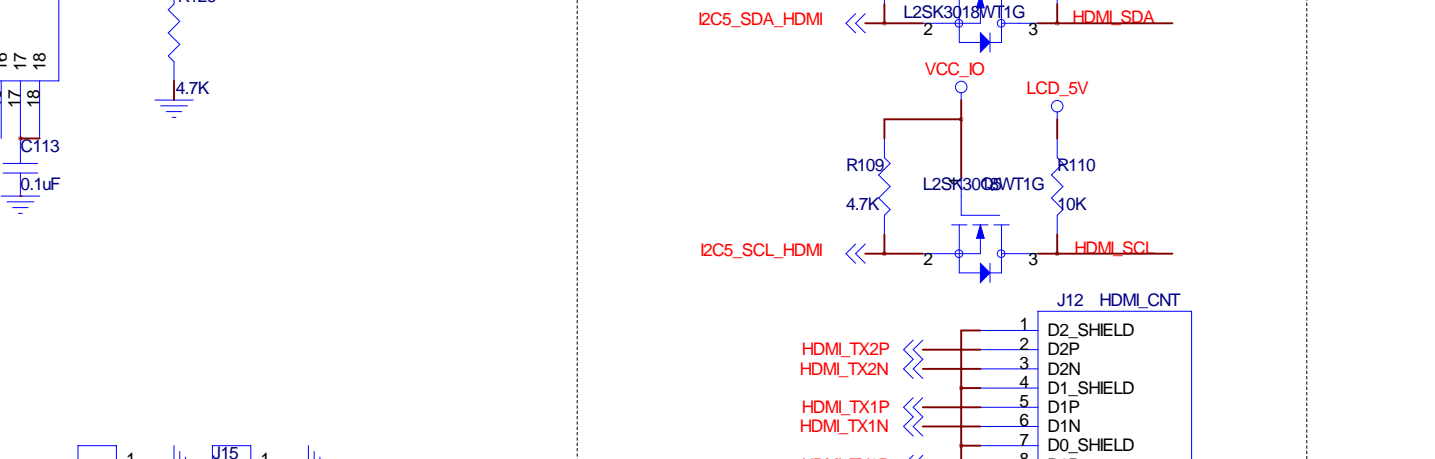 I2C5_SDA_HDMI
L2SK3018WT1G
HDMI_SDA
2
3
16
17
18
17
18
4.7K
VCC_IO
LCD_5V
C113
0.1uF
R109
4.7K
L2SK3018WT1G
R110
10K
I2C5_SCL_HDMI
2
3
HDMI_SCL
J12 HDMI_CNT
1 D2_SHIELD
HDMI_TX2P 2 D2P
HDMI_TX2N 3 D2N
4 D1_SHIELD
HDMI_TX1P 5 D1P
HDMI_TX1N 6 D1N
7 D0_SHIELD
8
1
J15
1